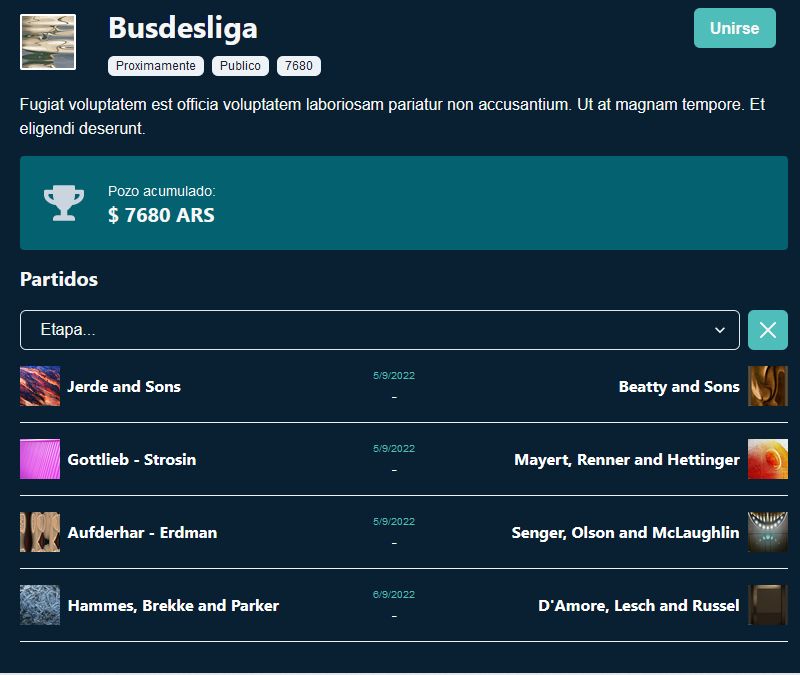 Busdesliga
Unirse
Proximamente
Publico
7680
Fugiat voluptatem est officia voluptatem laboriosam pariatur non accusantium. Ut at magnam tempore. Et
eligendi deserunt.
Pozo acumulado:
$ 7680 ARS
Partidos
Etapa...
Jerde and Sons
5/9/2022
-
Beatty and Sons
Gottlieb - Strosin
5/9/2022
-
Mayert, Renner and Hettinger
Aufderhar - Erdman
5/9/2022
-
Senger, Olson and McLaughlin
Hammes, Brekke and Parker
6/9/2022
-
D'Amore, Lesch and Russel